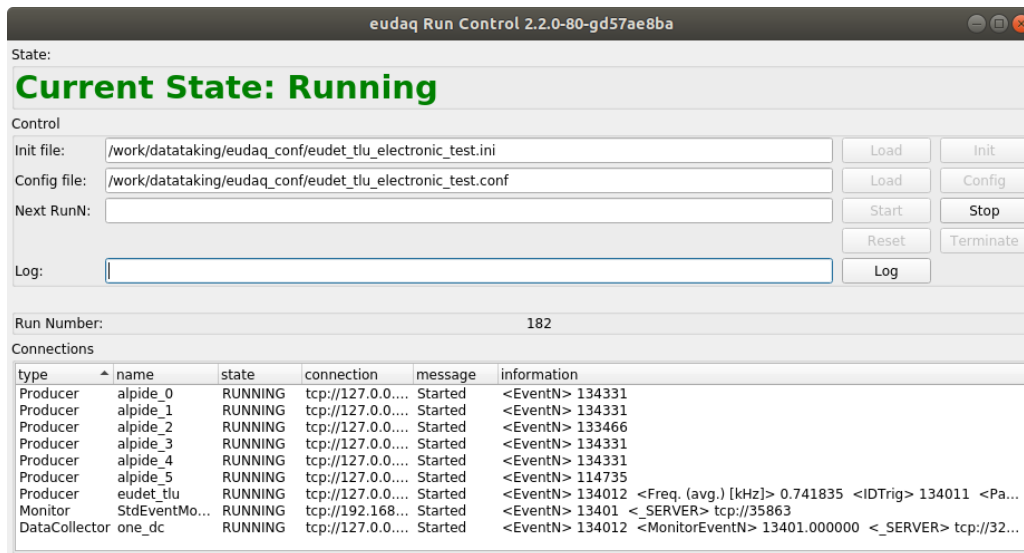 eudaq Run Control 2.2.0-80-gd57ae8ba
State:
Current State: Running
Control
Init file: /work/datataking/eudaq_conf/eudet_tlu_electronic_test.ini Load Init
Config file: /work/datataking/eudaq_conf/eudet_tlu_electronic_test.conf Load Config
Next RunN: Start Stop
Reset Terminate
Log: Log
Run Number: 182
Connections
type name state connection message information
Producer alpide_0 RUNNING tcp://127.0.0.... Started <EventN> 134331
Producer alpide_1 RUNNING tcp://127.0.0.... Started <EventN> 134331
Producer alpide_2 RUNNING tcp://127.0.0.... Started <EventN> 133466
Producer alpide_3 RUNNING tcp://127.0.0.... Started <EventN> 134331
Producer alpide_4 RUNNING tcp://127.0.0.... Started <EventN> 134331
Producer alpide_5 RUNNING tcp://127.0.0.... Started <EventN> 114735
Producer eudet_tlu RUNNING tcp://127.0.0.... Started <EventN> 134012 <Freq. (avg.) [kHz]> 0.741835 <IDTrig> 134011 <Pa...
Monitor StdEventMo... RUNNING tcp://192.168... Started <EventN> 13401 <_SERVER> tcp://35863
DataCollector one_dc RUNNING tcp://127.0.0.... Started <EventN> 134012 <MonitorEventN> 13401.000000 <_SERVER> tcp://32...